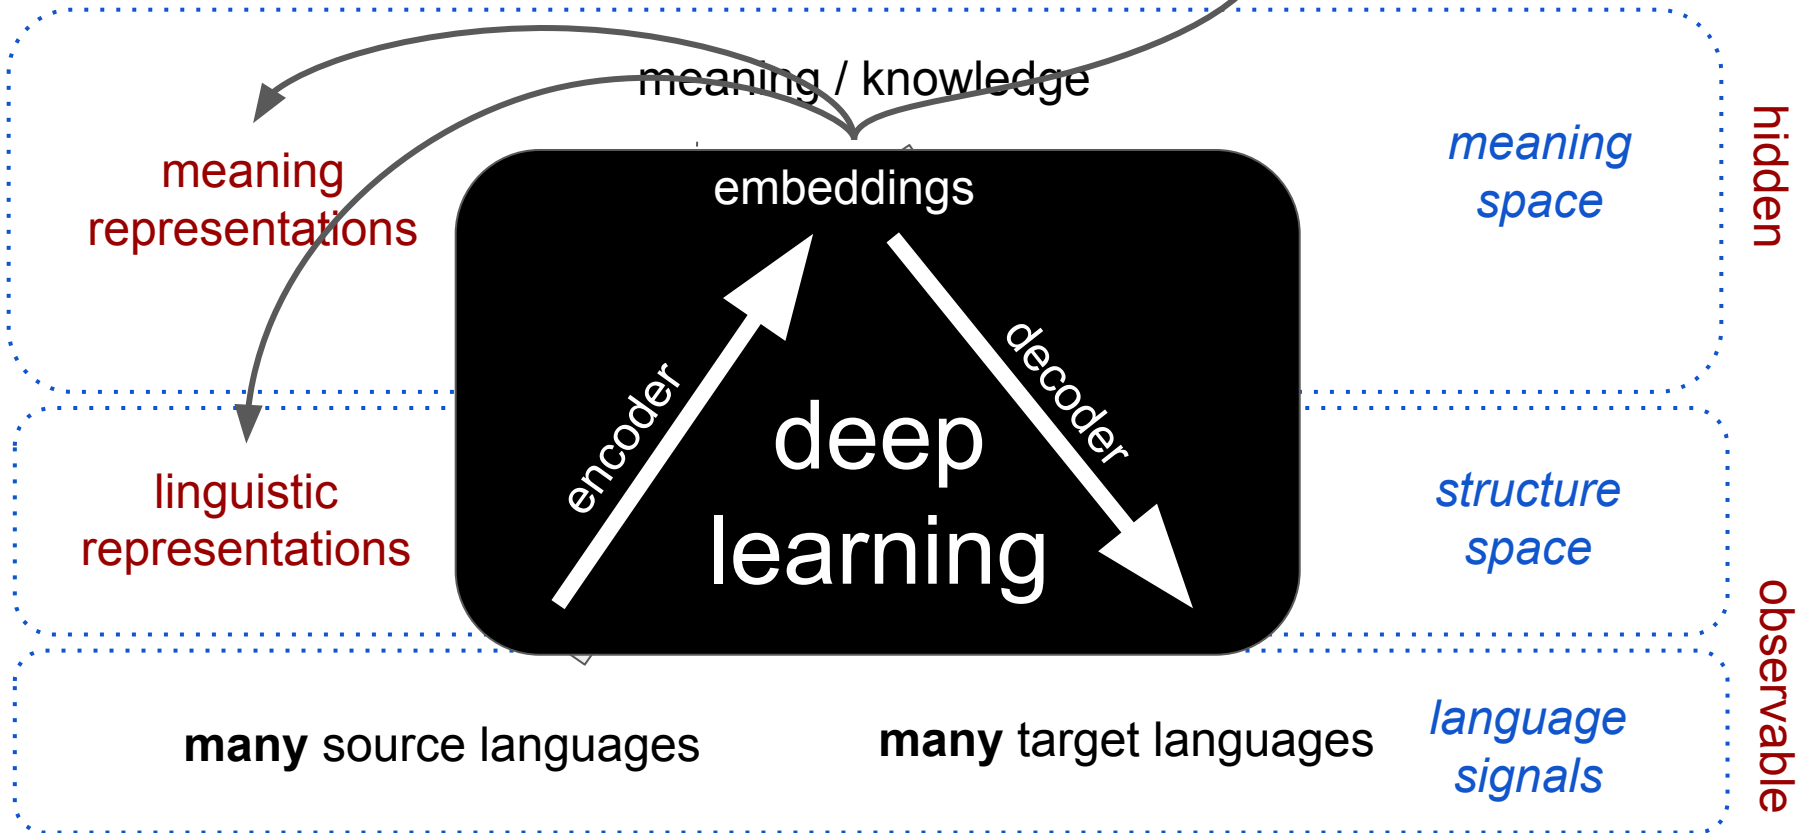 meaning / knowledge
meaning
representations
embeddings
meaning
space
hidden
encoder
decoder
deep
learning
linguistic
representations
structure
space
observable
many source languages
many target languages
language
signals